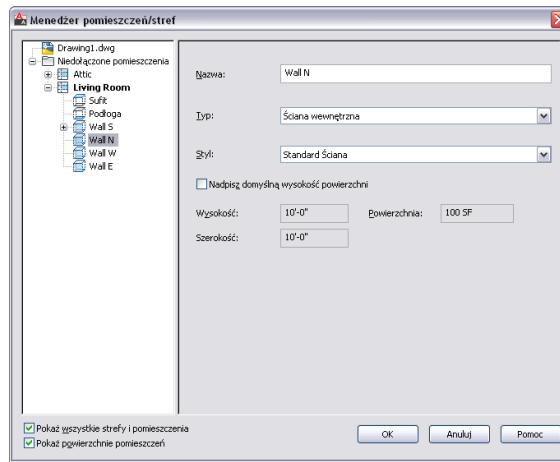 Menedżer pomieszczeń/stref
Drawing1.dwg
Niedołączone pomieszczenia
Attic
Living Room
Sufit
Podłoga
Wall S
Wall N
Wall W
Wall E
Nazwa: Wall N
Typ: Ściana wewnętrzna
Styl: Standard Ściana
Nadpisz domyślną wysokość powierzchni
Wysokość: 10'-0" Powierzchnia: 100 SF
Szerokość: 10'-0"
Pokaż wszystkie strefy i pomieszczenia
Pokaż powierzchnie pomieszczeń
OK Anuluj Pomoc